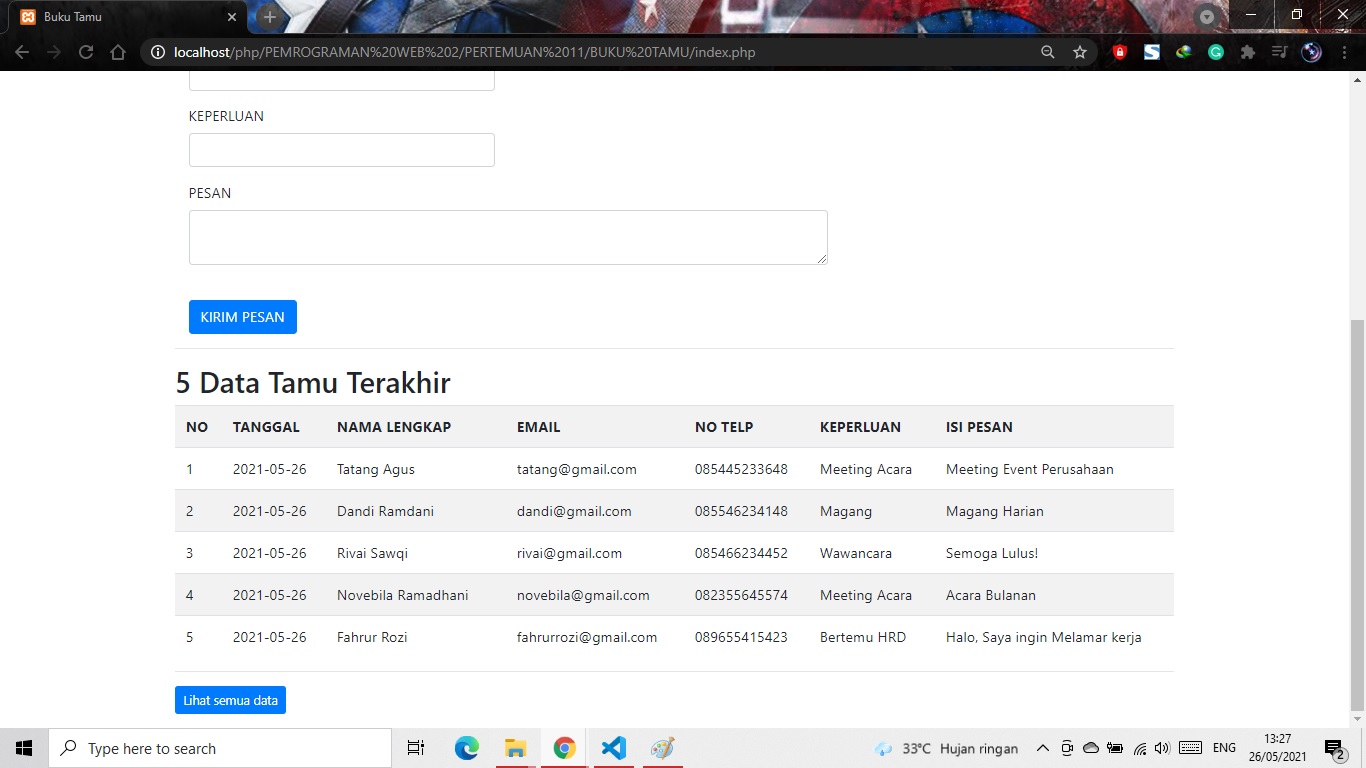 Buku Tamu
localhost/php/PEMROGRAMAN%20WEB%202/PERTEMUAN%2011/BUKU%20TAMU/index.php
KEPERLUAN
PESAN
KIRIM PESAN
5 Data Tamu Terakhir
NO TANGGAL NAMA LENGKAP EMAIL NO TELP KEPERLUAN ISI PESAN
1 2021-05-26 Tatang Agus tatang@gmail.com 085445233648 Meeting Acara Meeting Event Perusahaan
2 2021-05-26 Dandi Ramdani dandi@gmail.com 085546234148 Magang Magang Harian
3 2021-05-26 Rivai Sawqi rivai@gmail.com 085466234452 Wawancara Semoga Lulus!
4 2021-05-26 Novebila Ramadhani novebila@gmail.com 082355645574 Meeting Acara Acara Bulanan
5 2021-05-26 Fahrur Rozi fahrurrozi@gmail.com 089655415423 Bertemu HRD Halo, Saya ingin Melamar kerja
Lihat semua data
Type here to search
33°C Hujan ringan
ENG
13:27
26/05/2021
2